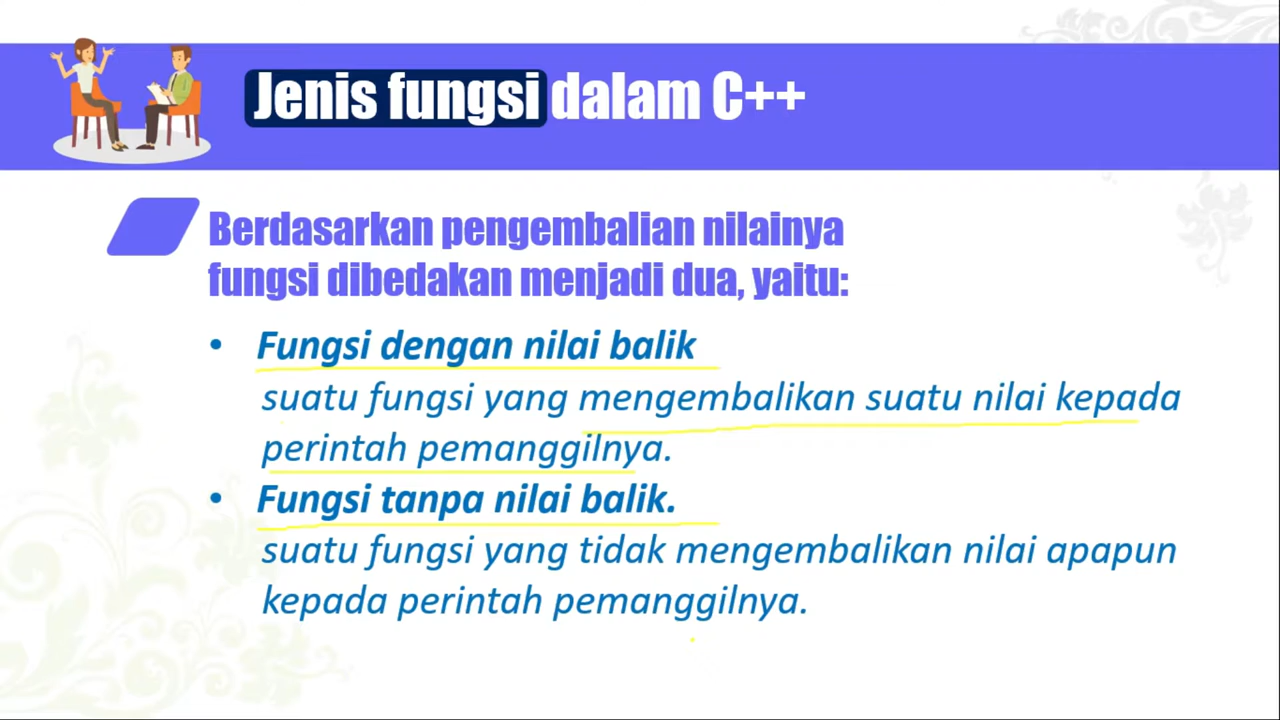 Jenis fungsi dalam C++
Berdasarkan pengembalian nilainya
fungsi dibedakan menjadi dua, yaitu:
• Fungsi dengan nilai balik
suatu fungsi yang mengembalikan suatu nilai kepada
perintah pemanggilnya.
• Fungsi tanpa nilai balik.
suatu fungsi yang tidak mengembalikan nilai apapun
kepada perintah pemanggilnya.